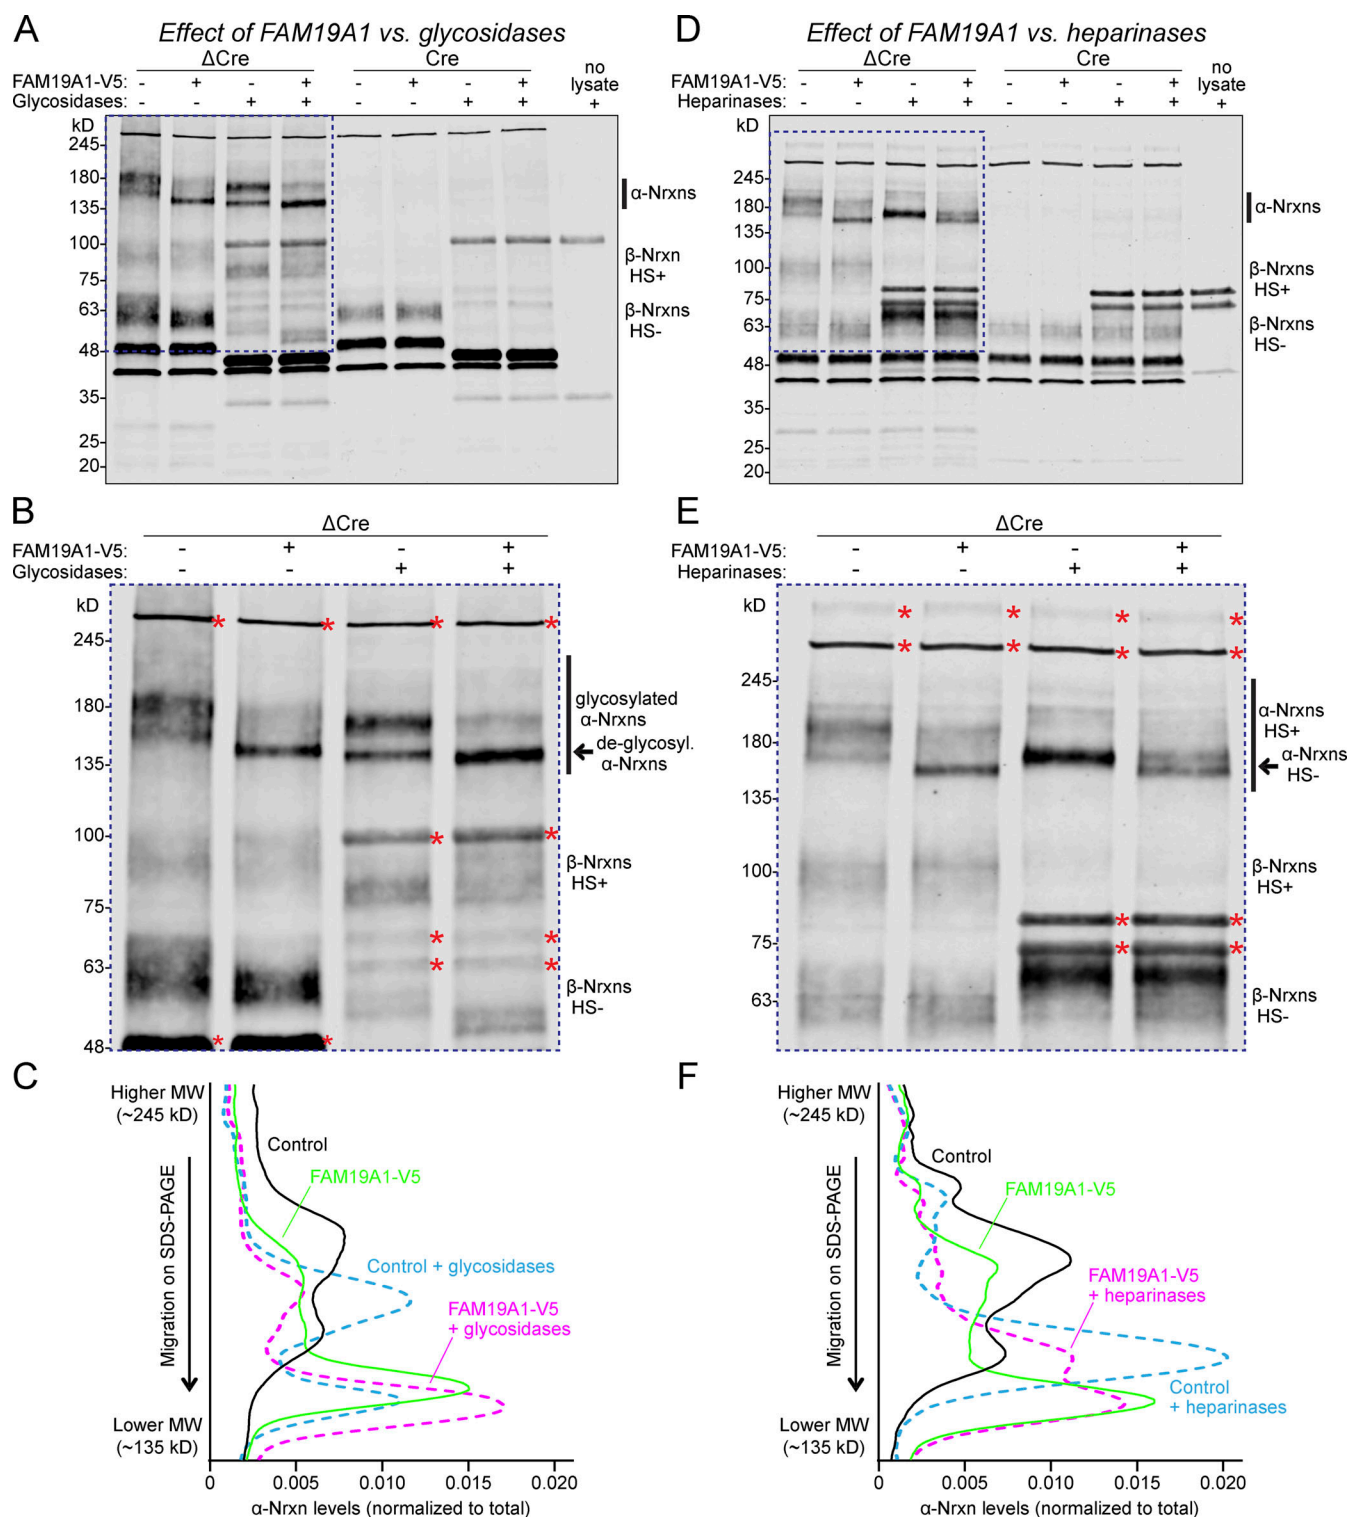 A
Effect of FAM19A1 vs. glycosidases
ΔCre
Cre
FAM19A1-V5: - + - + - + - + no
Glycosidases: - - + + - - + + lysate
+
kD
245
180
135
100
75
63
48
35
25
20
α-Nrxns
β-Nrxn
HS+
β-Nrxns
HS-
D
Effect of FAM19A1 vs. heparinases
ΔCre
Cre
FAM19A1-V5: - + - + - + - + no
Heparinases: - - + + - - + + lysate
+
kD
245
180
135
100
75
63
48
35
25
20
α-Nrxns
β-Nrxns
HS+
β-Nrxns
HS-
B
ΔCre
FAM19A1-V5: - + - +
Glycosidases: - - + +
kD
245
180
135
100
75
63
48
* * * *
* *
* *
* *
* *
glycosylated
α-Nrxns
de-glycosyl.
α-Nrxns
β-Nrxns
HS+
β-Nrxns
HS-
E
ΔCre
FAM19A1-V5: - + - +
Heparinases: - - + +
kD
245
180
135
100
75
63
* * * *
* * * *
* *
* *
α-Nrxns
HS+
α-Nrxns
HS-
β-Nrxns
HS+
β-Nrxns
HS-
C
Higher MW
(~245 kD)
Migration on SDS-PAGE
Lower MW
(~135 kD)
Control
FAM19A1-V5
Control + glycosidases
FAM19A1-V5
+ glycosidases
0 0.005 0.010 0.015 0.020
α-Nrxn levels (normalized to total)
F
Higher MW
(~245 kD)
Migration on SDS-PAGE
Lower MW
(~135 kD)
Control
FAM19A1-V5
FAM19A1-V5
+ heparinases
Control
+ heparinases
0 0.005 0.010 0.015 0.020
α-Nrxn levels (normalized to total)